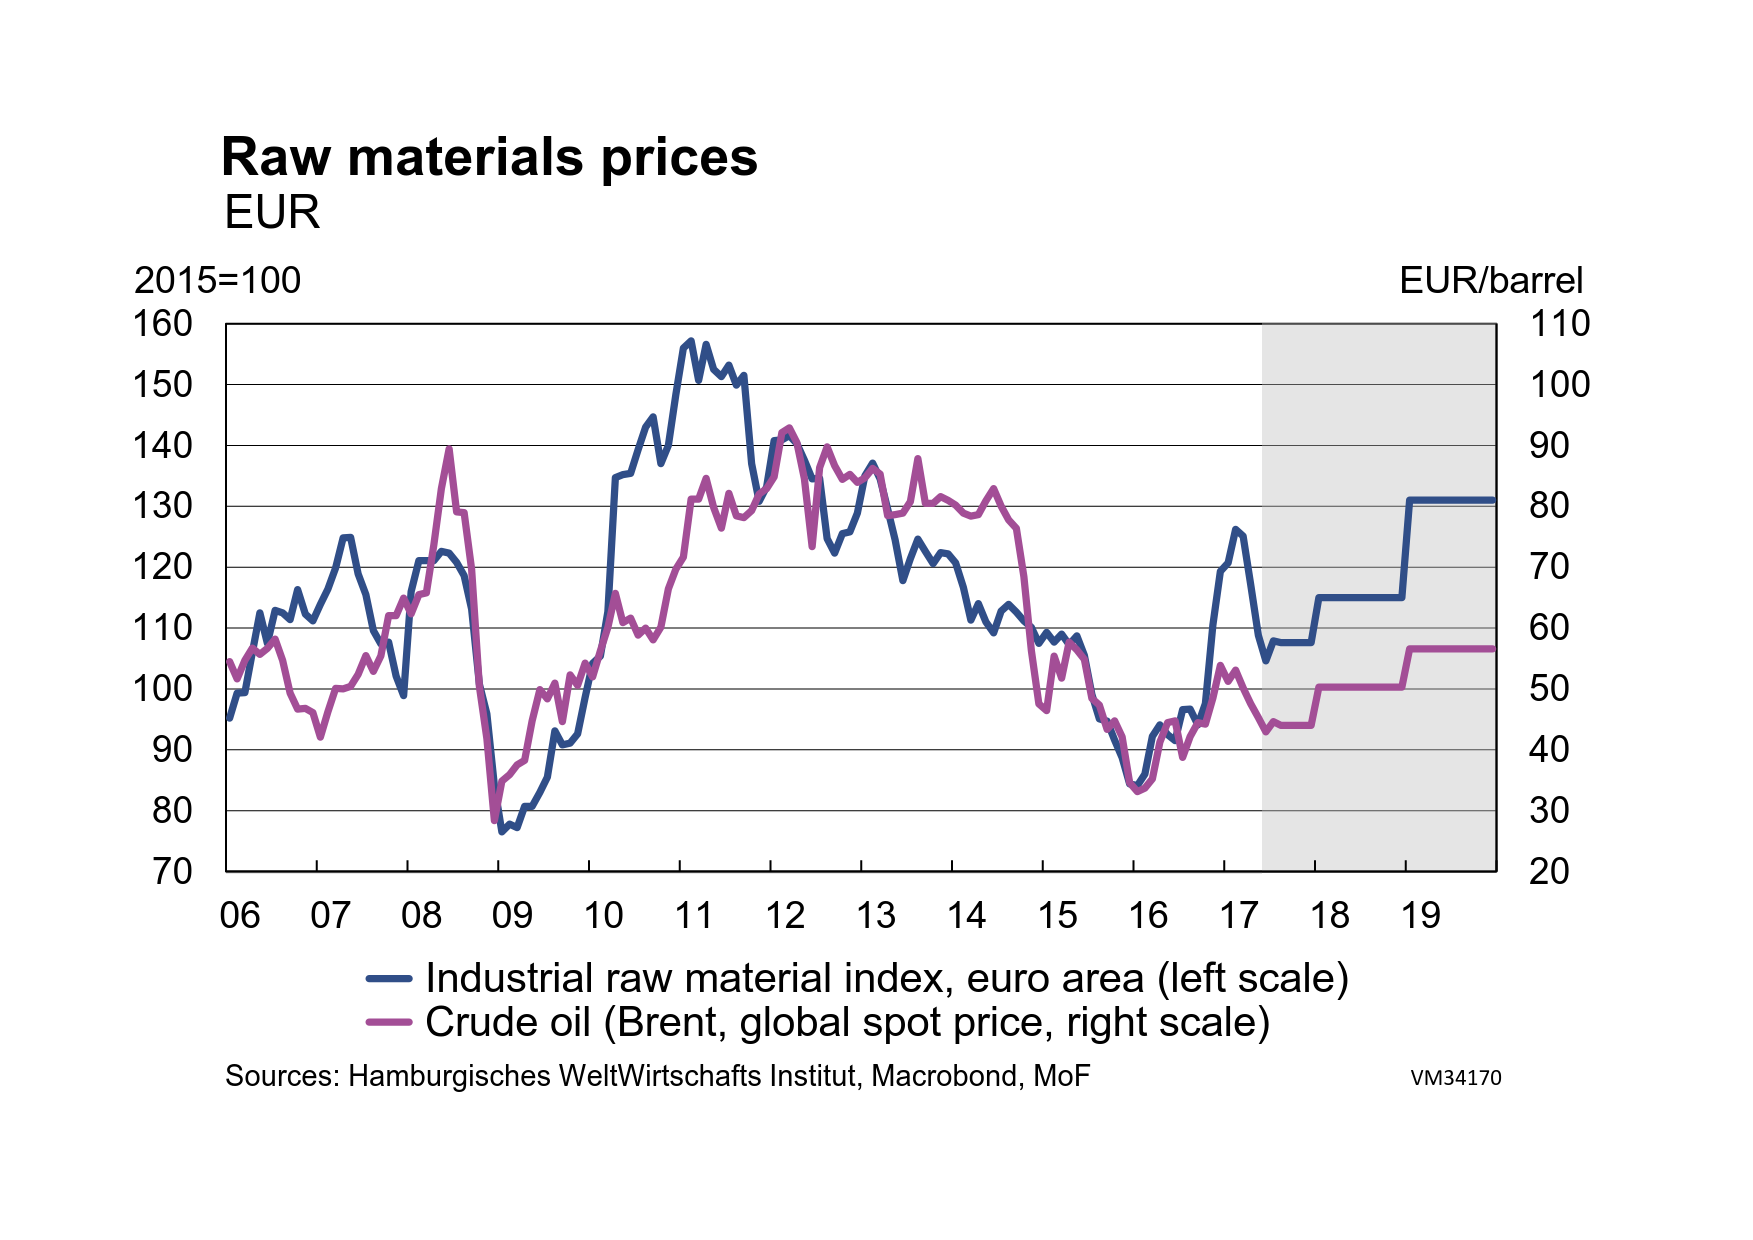 Raw materials prices
EUR
2015=100 EUR/barrel
160 110
150 100
140 90
130 80
120 70
110 60
100 50
90 40
80 30
70 20
06 07 08 09 10 11 12 13 14 15 16 17 18 19
Industrial raw material index, euro area (left scale)
Crude oil (Brent, global spot price, right scale)
Sources: Hamburgisches WeltWirtschafts Institut, Macrobond, MoF VM34170